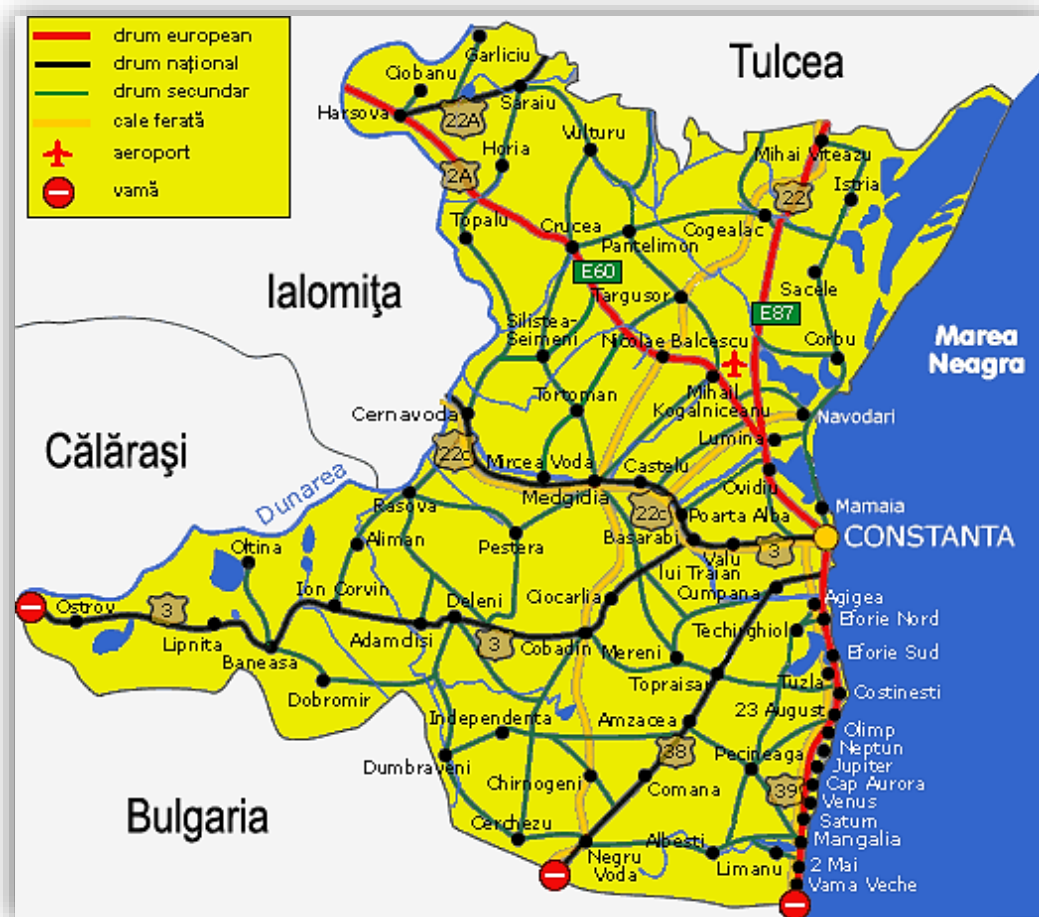 drum european
drum național
drum secundar
cale ferată
aeroport
vamă
Tulcea
Garliciu
Ciobanu
Saraiu
Harsova
22A
Vulturu
Horia
Mihai Viteazu
2A
22
Istria
Topalu
Crucea
Pantelimon
Cogealac
E60
Ialomiţa
Targusor
Sacele
E87
Silistea-
Seimeni
Nicolae Balcescu
Corbu
Marea
Neagra
Mihail
Kogalniceanu
Tortoman
Cernavoda
Navodari
Lumina
Călărași
22c
Mircea Voda
Castelu
Medgidia
Ovidiu
Dunarea
Rasova
22c
Poarta Alba
Mamaia
Basarabi
CONSTANTA
Aliman
Pestera
Valu
lui Traian
3
Oltina
Ion Corvin
Ciocarlia
Cumpana
Agigea
Ostrov
3
Deleni
Eforie Nord
Lipnita
Adamclisi
3
Cobadin
Techirghiol
Baneasa
Mereni
Eforie Sud
Dobromir
Topraisar
Tuzla
Costinesti
Independenta
Amzacea
23 August
Olimp
38
Pecineaga
Neptun
Dumbraveni
Jupiter
Chirnogeni
Comana
39
Cap Aurora
Venus
Bulgaria
Cerchezu
Saturn
Albesti
Mangalia
Negru
Voda
Limanu
2 Mai
Vama Veche